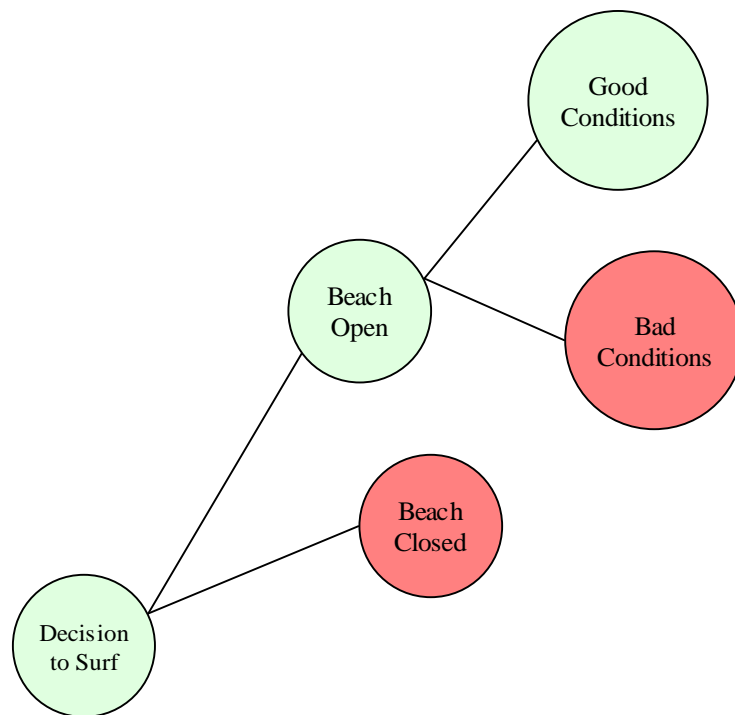 Good
Conditions
Beach
Open
Bad
Conditions
Beach
Closed
Decision
to Surf